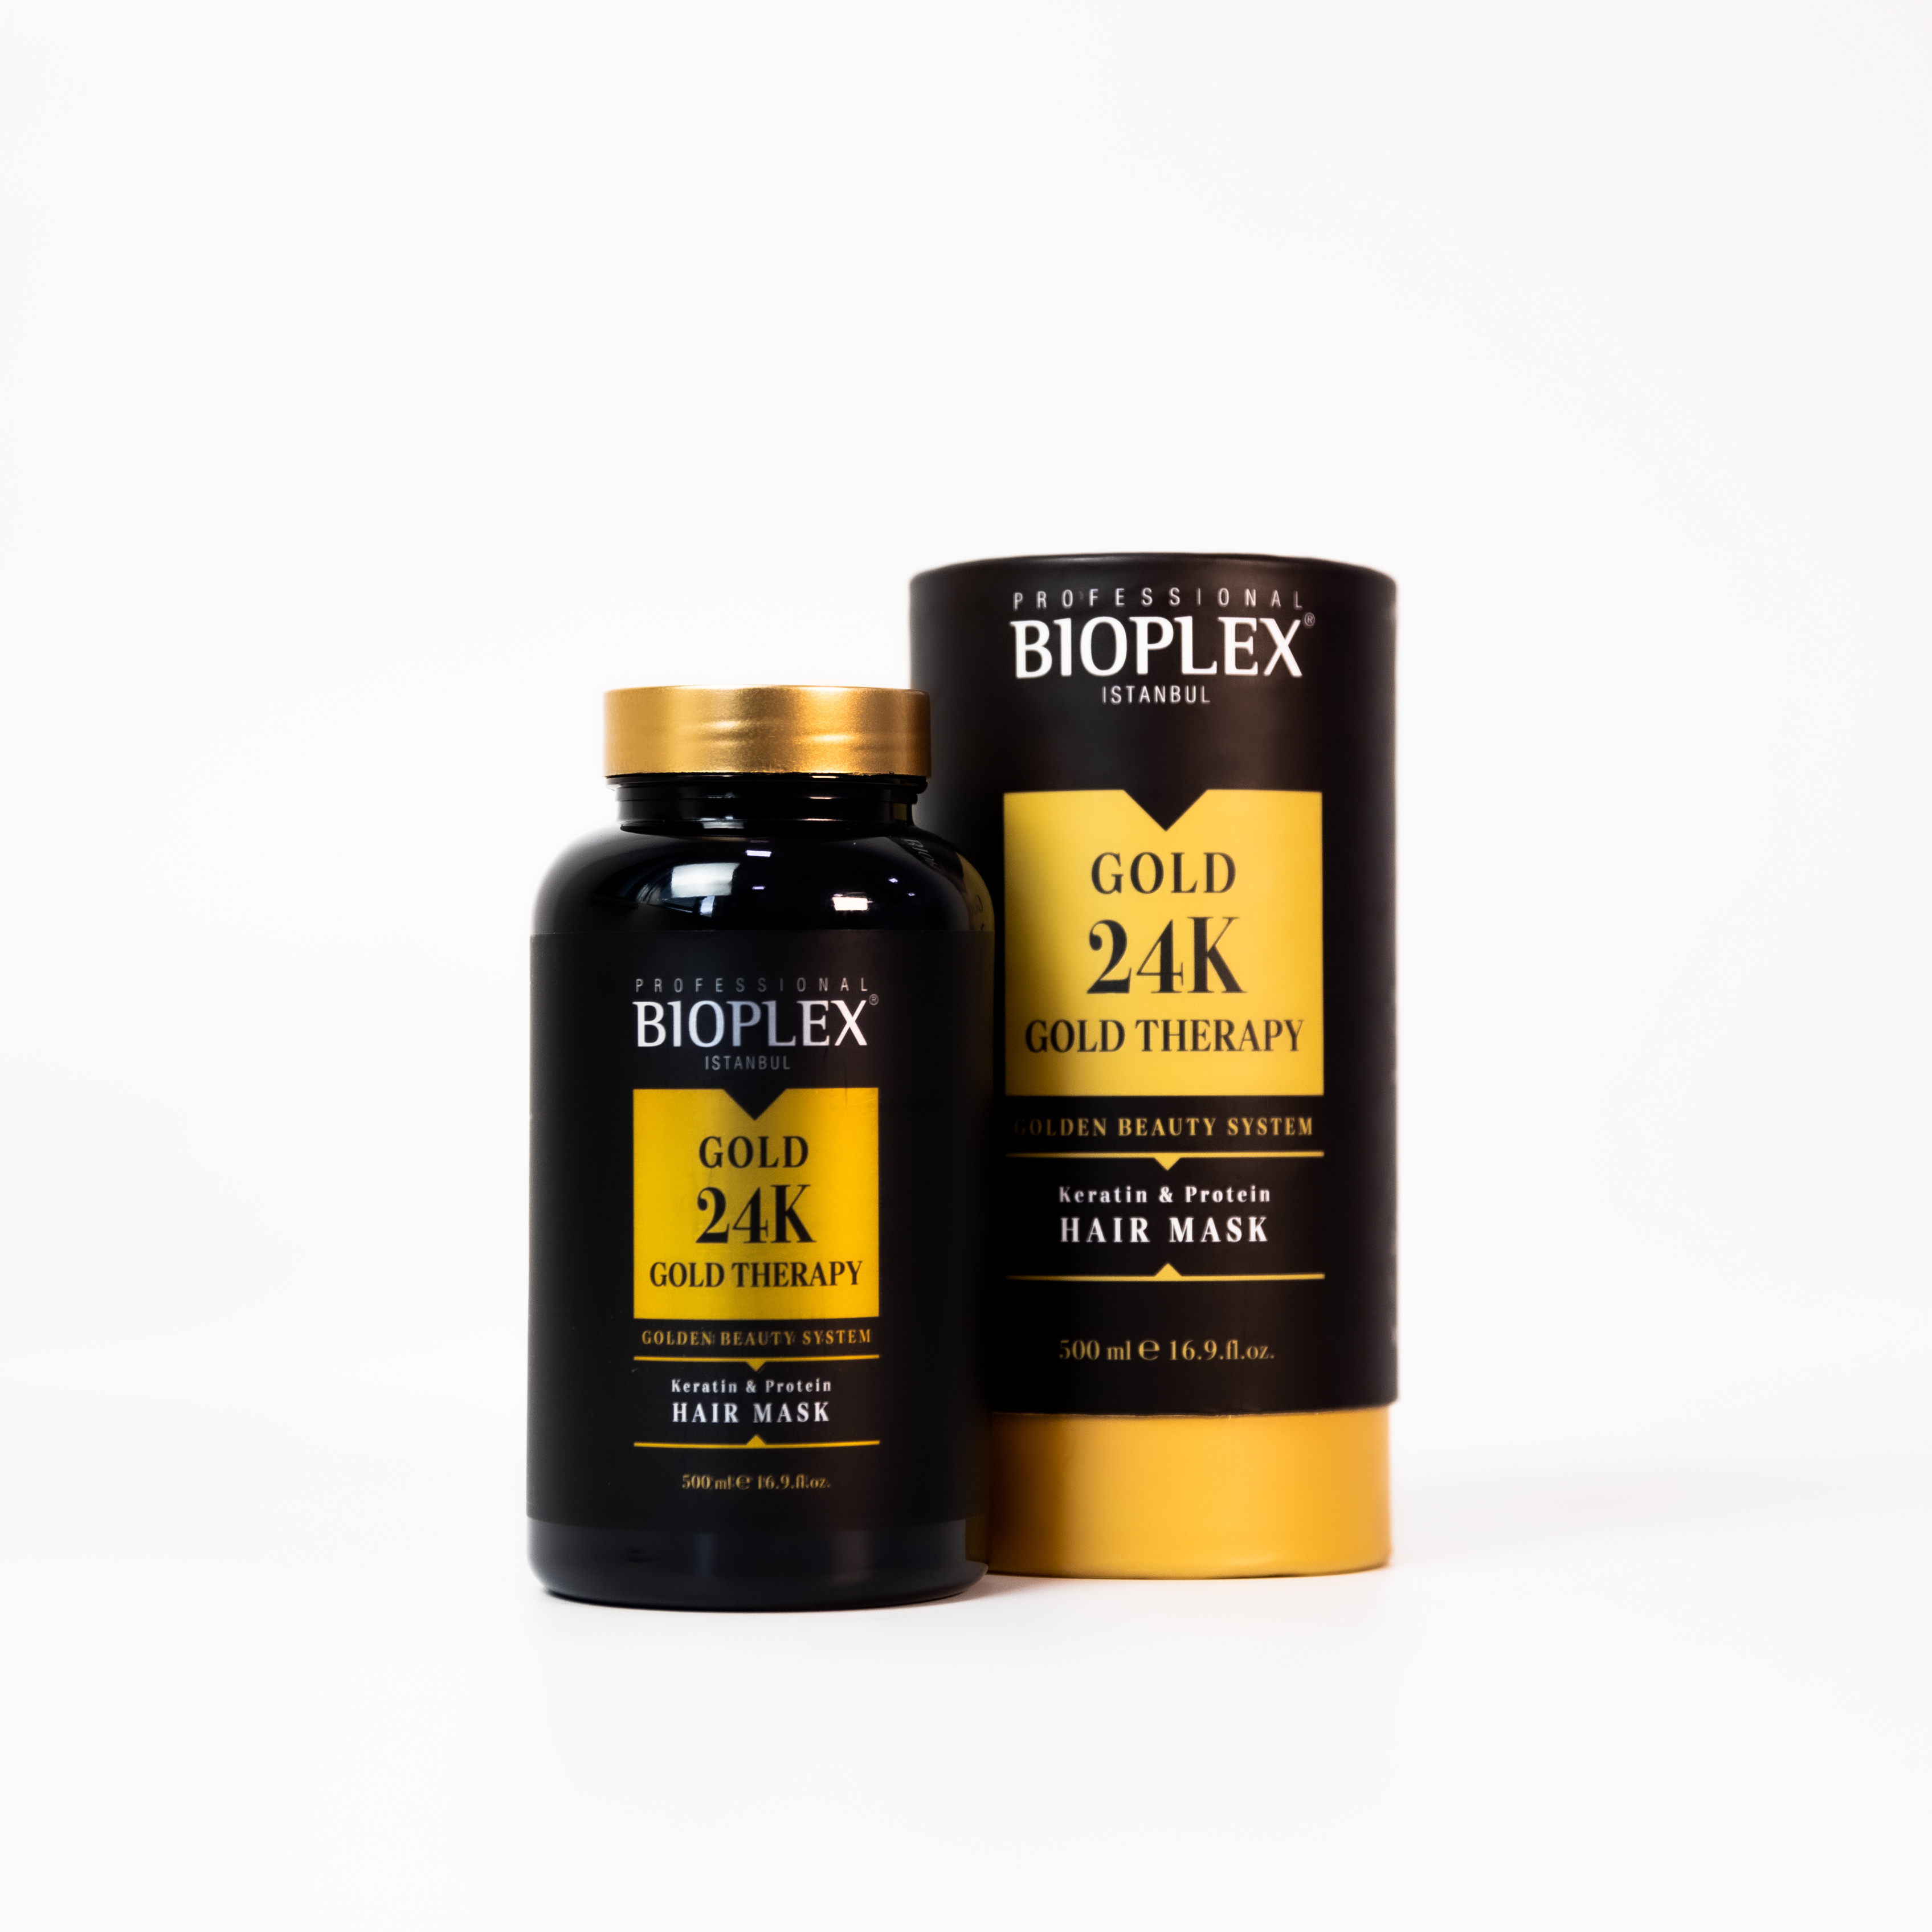 PROFESSIONAL
BIOPLEX®
ISTANBUL
GOLD
24K
GOLD THERAPY
GOLDEN BEAUTY SYSTEM
Keratin & Protein
HAIR MASK
500 ml ℮ 16.9.fl.oz.
PROFESSIONAL
BIOPLEX®
ISTANBUL
GOLD
24K
GOLD THERAPY
GOLDEN BEAUTY SYSTEM
Keratin & Protein
HAIR MASK
500 ml ℮ 16.9.fl.oz.